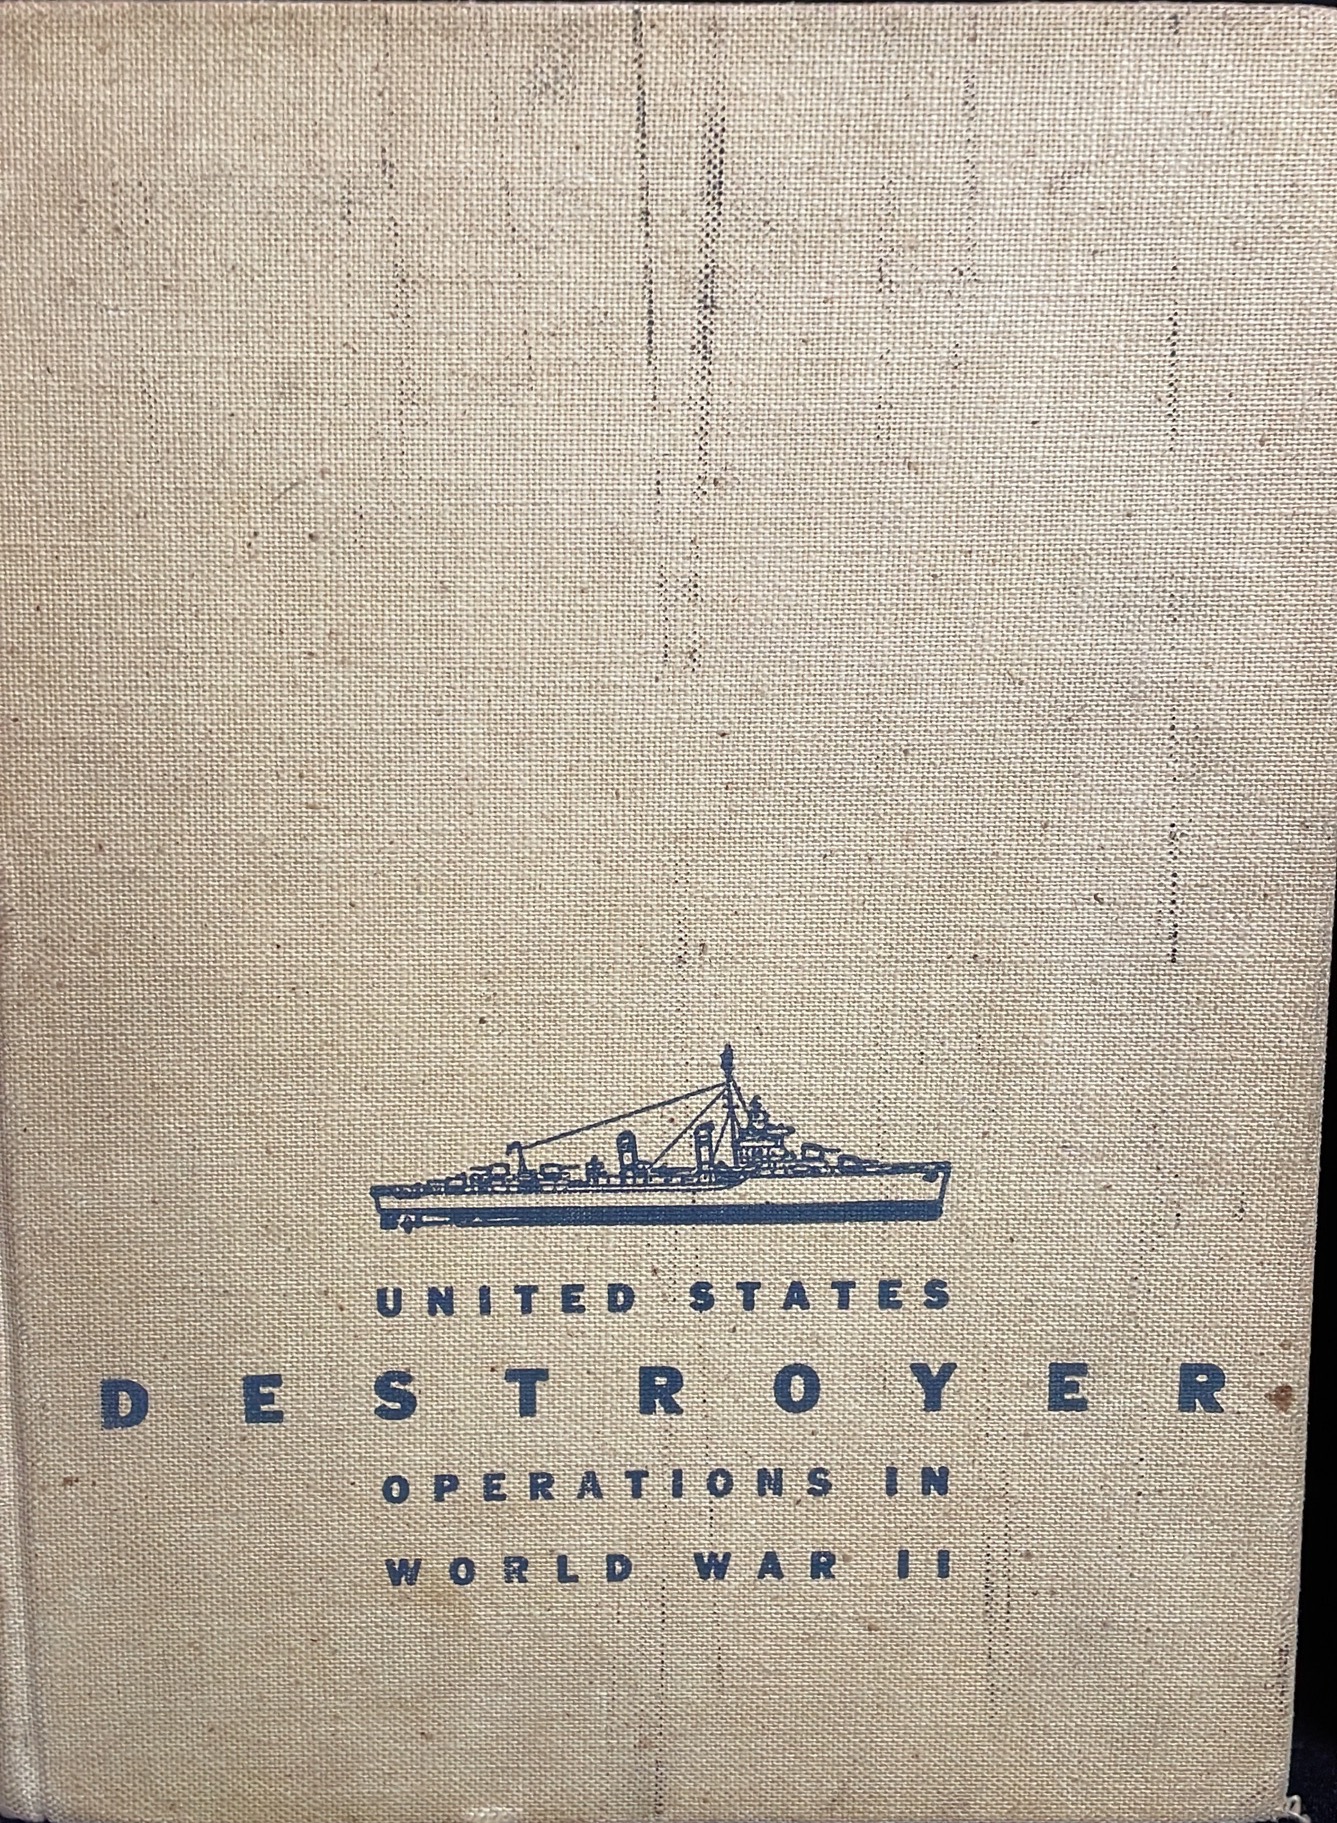 UNITED STATES
DESTROYER
OPERATIONS IN
WORLD WAR II